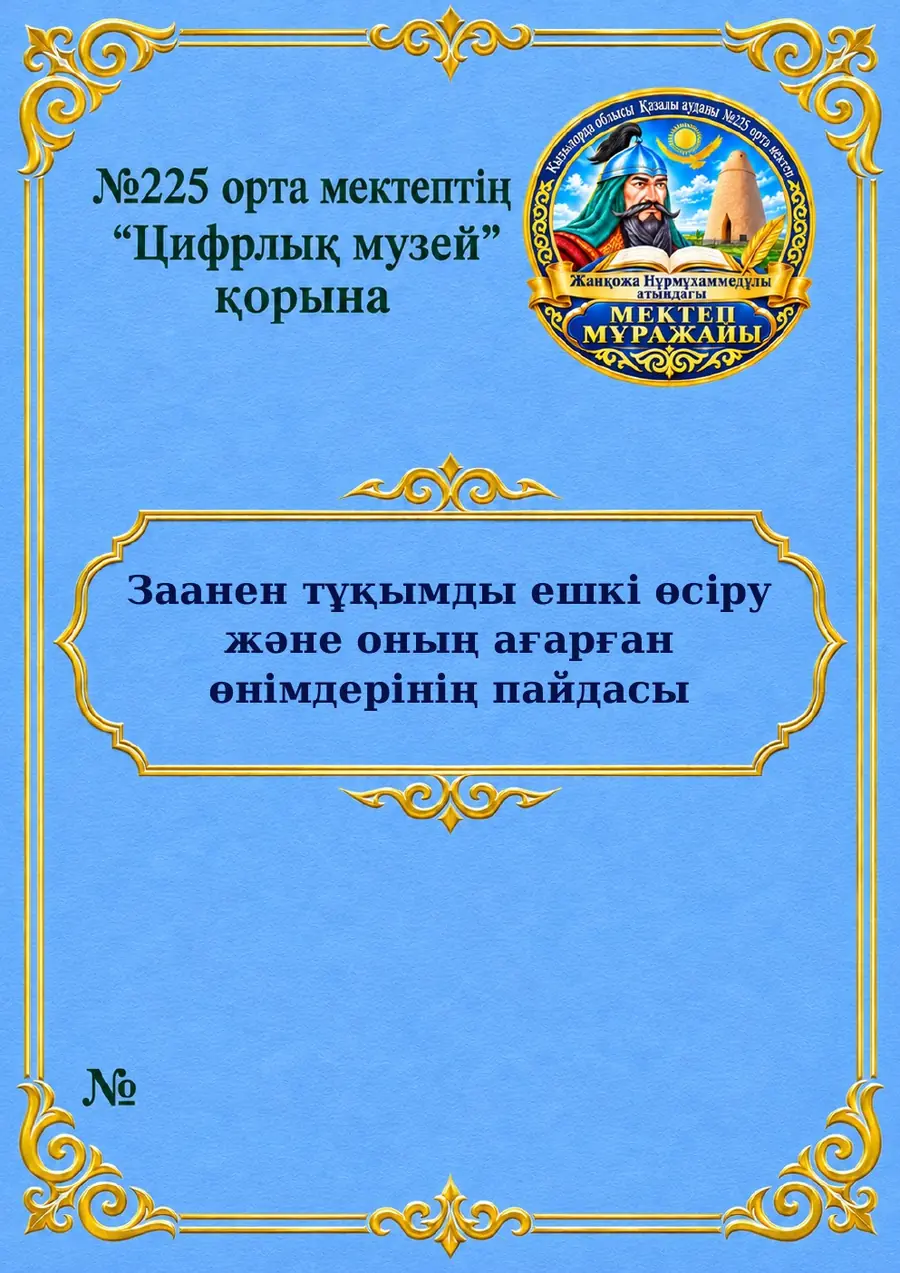 №225 орта мектептің
“Цифрлық музей”
қорына
Қызылорда облысы Қазалы ауданы №225 орта мектеп
Жанқожа Нұрмұхаммедұлы
атындағы
МЕКТЕП
МҰРАЖАЙЫ
Заанен тұқымды ешкі өсіру
және оның ағарған
өнімдерінің пайдасы
№